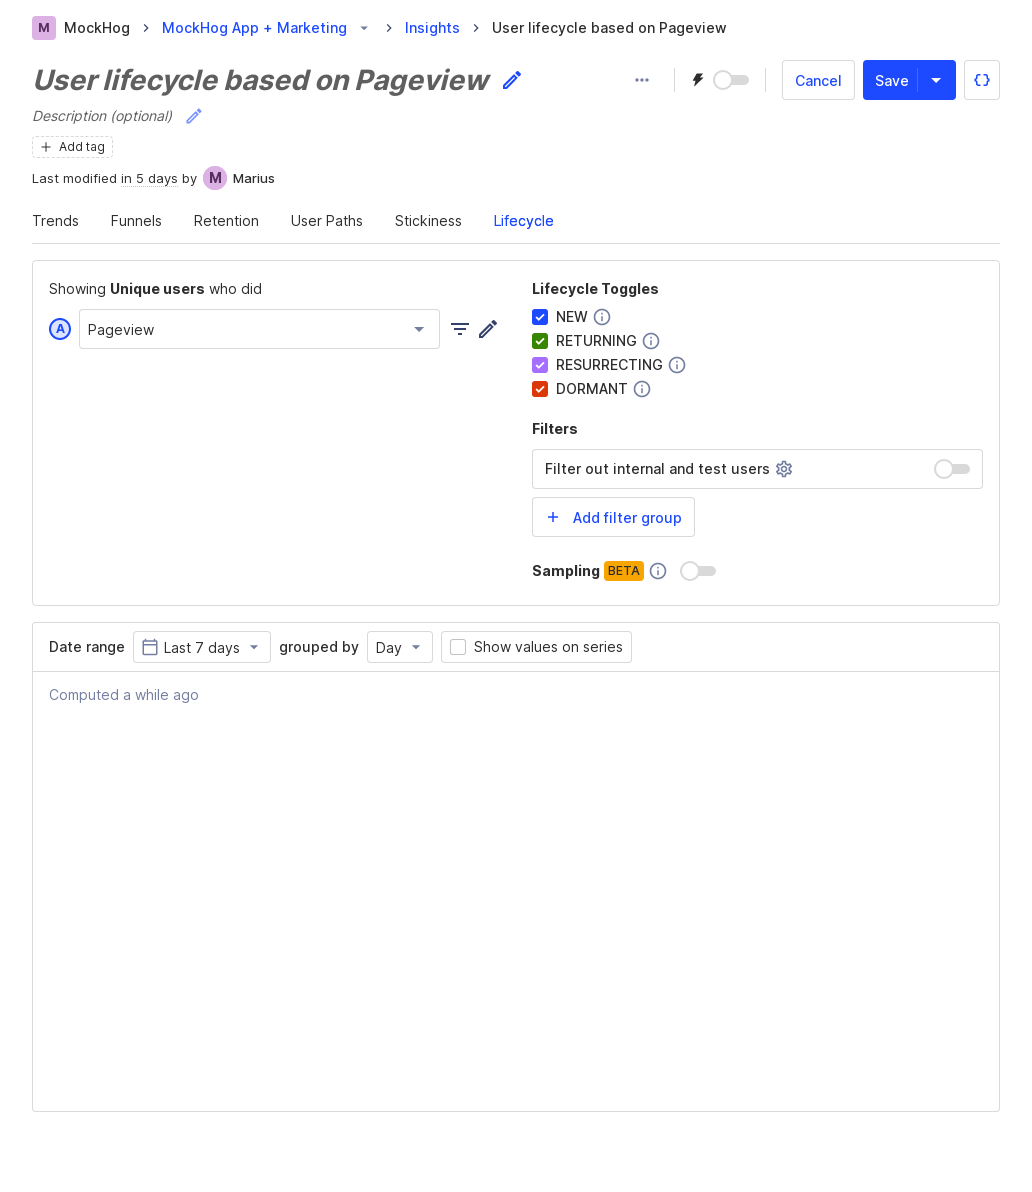 M MockHog MockHog App + Marketing Insights User lifecycle based on Pageview
User lifecycle based on Pageview
Cancel Save
Description (optional)
Add tag
Last modified in 5 days by M Marius
Trends Funnels Retention User Paths Stickiness Lifecycle
Showing Unique users who did
A Pageview
Lifecycle Toggles
NEW
RETURNING
RESURRECTING
DORMANT
Filters
Filter out internal and test users
Add filter group
Sampling BETA
Date range Last 7 days grouped by Day Show values on series
Computed a while ago